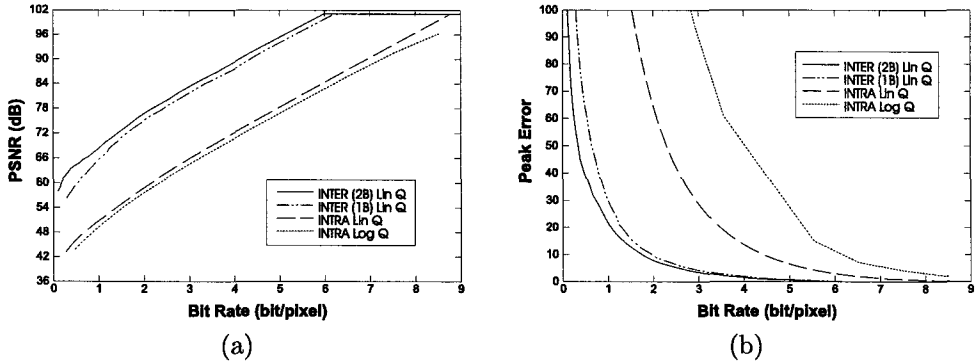 102
96
90
84
78
72
66
60
54
48
42
36
PSNR (dB)
INTER (2B) Lin Q
INTER (1B) Lin Q
INTRA Lin Q
INTRA Log Q
0 1 2 3 4 5 6 7 8 9
Bit Rate (bit/pixel)
(a)
100
90
80
70
60
50
40
30
20
10
0
Peak Error
INTER (2B) Lin Q
INTER (1B) Lin Q
INTRA Lin Q
INTRA Log Q
0 1 2 3 4 5 6 7 8 9
Bit Rate (bit/pixel)
(b)